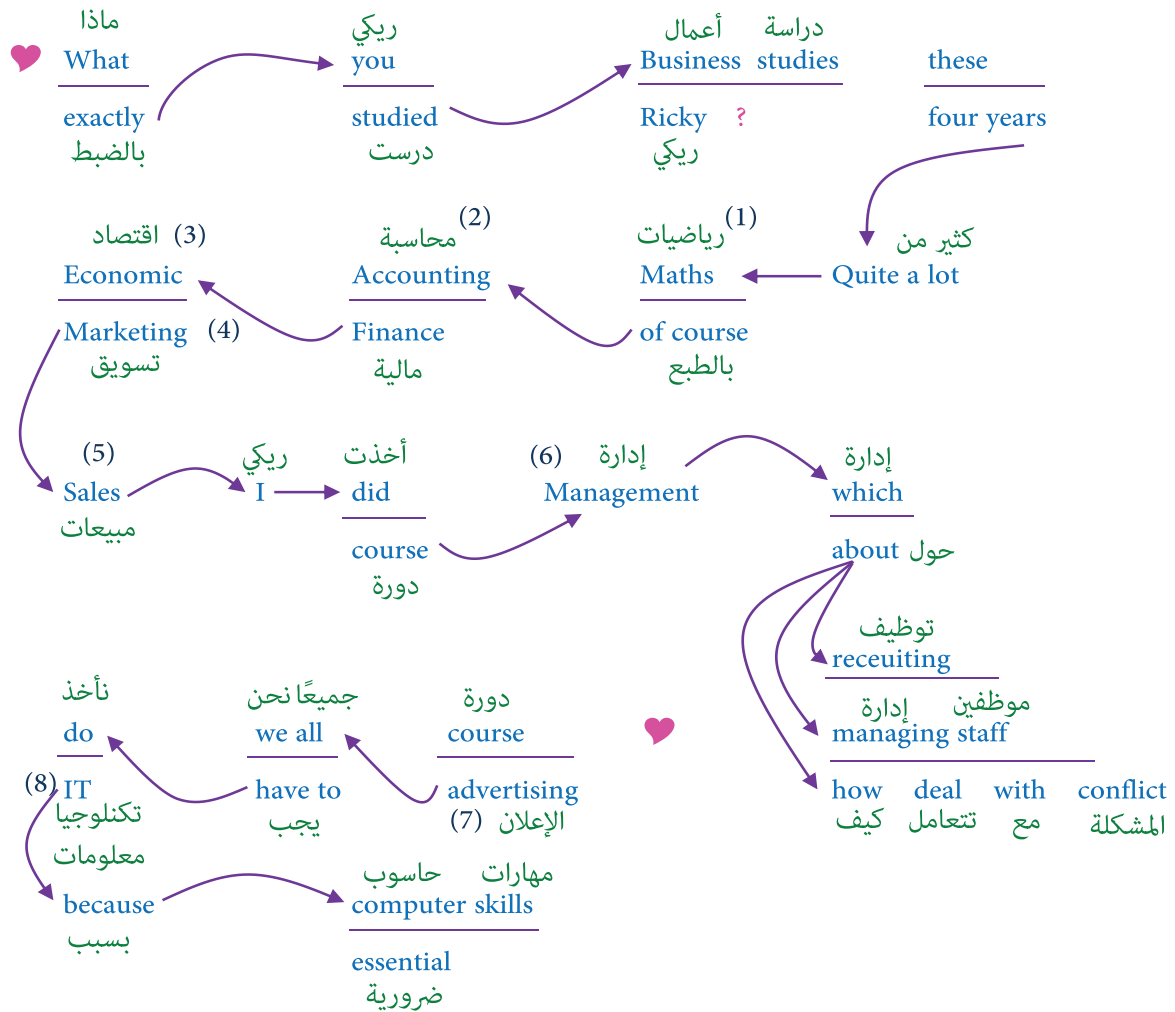 ماذا ريكي أعمال دراسة
What you Business studies these
exactly studied Ricky ? four years
بالضبط درست ريكي
اقتصاد (3) محاسبة (2) رياضيات (1) كثير من
Economic Accounting Maths Quite a lot
Marketing (4) Finance of course
تسويق مالية بالطبع
(5) ريكي أخذت (6) إدارة إدارة
Sales I did Management which
مبيعات course about حول
دورة
توظيف
receuiting
نأخذ جميعًا نحن دورة إدارة موظفين
do we all course managing staff
(8) IT have to advertising how deal with conflict
تكنلوجيا يجب (7) الإعلان كيف تتعامل مع المشكلة
معلومات
حاسوب مهارات
because computer skills
بسبب
essential
ضرورية